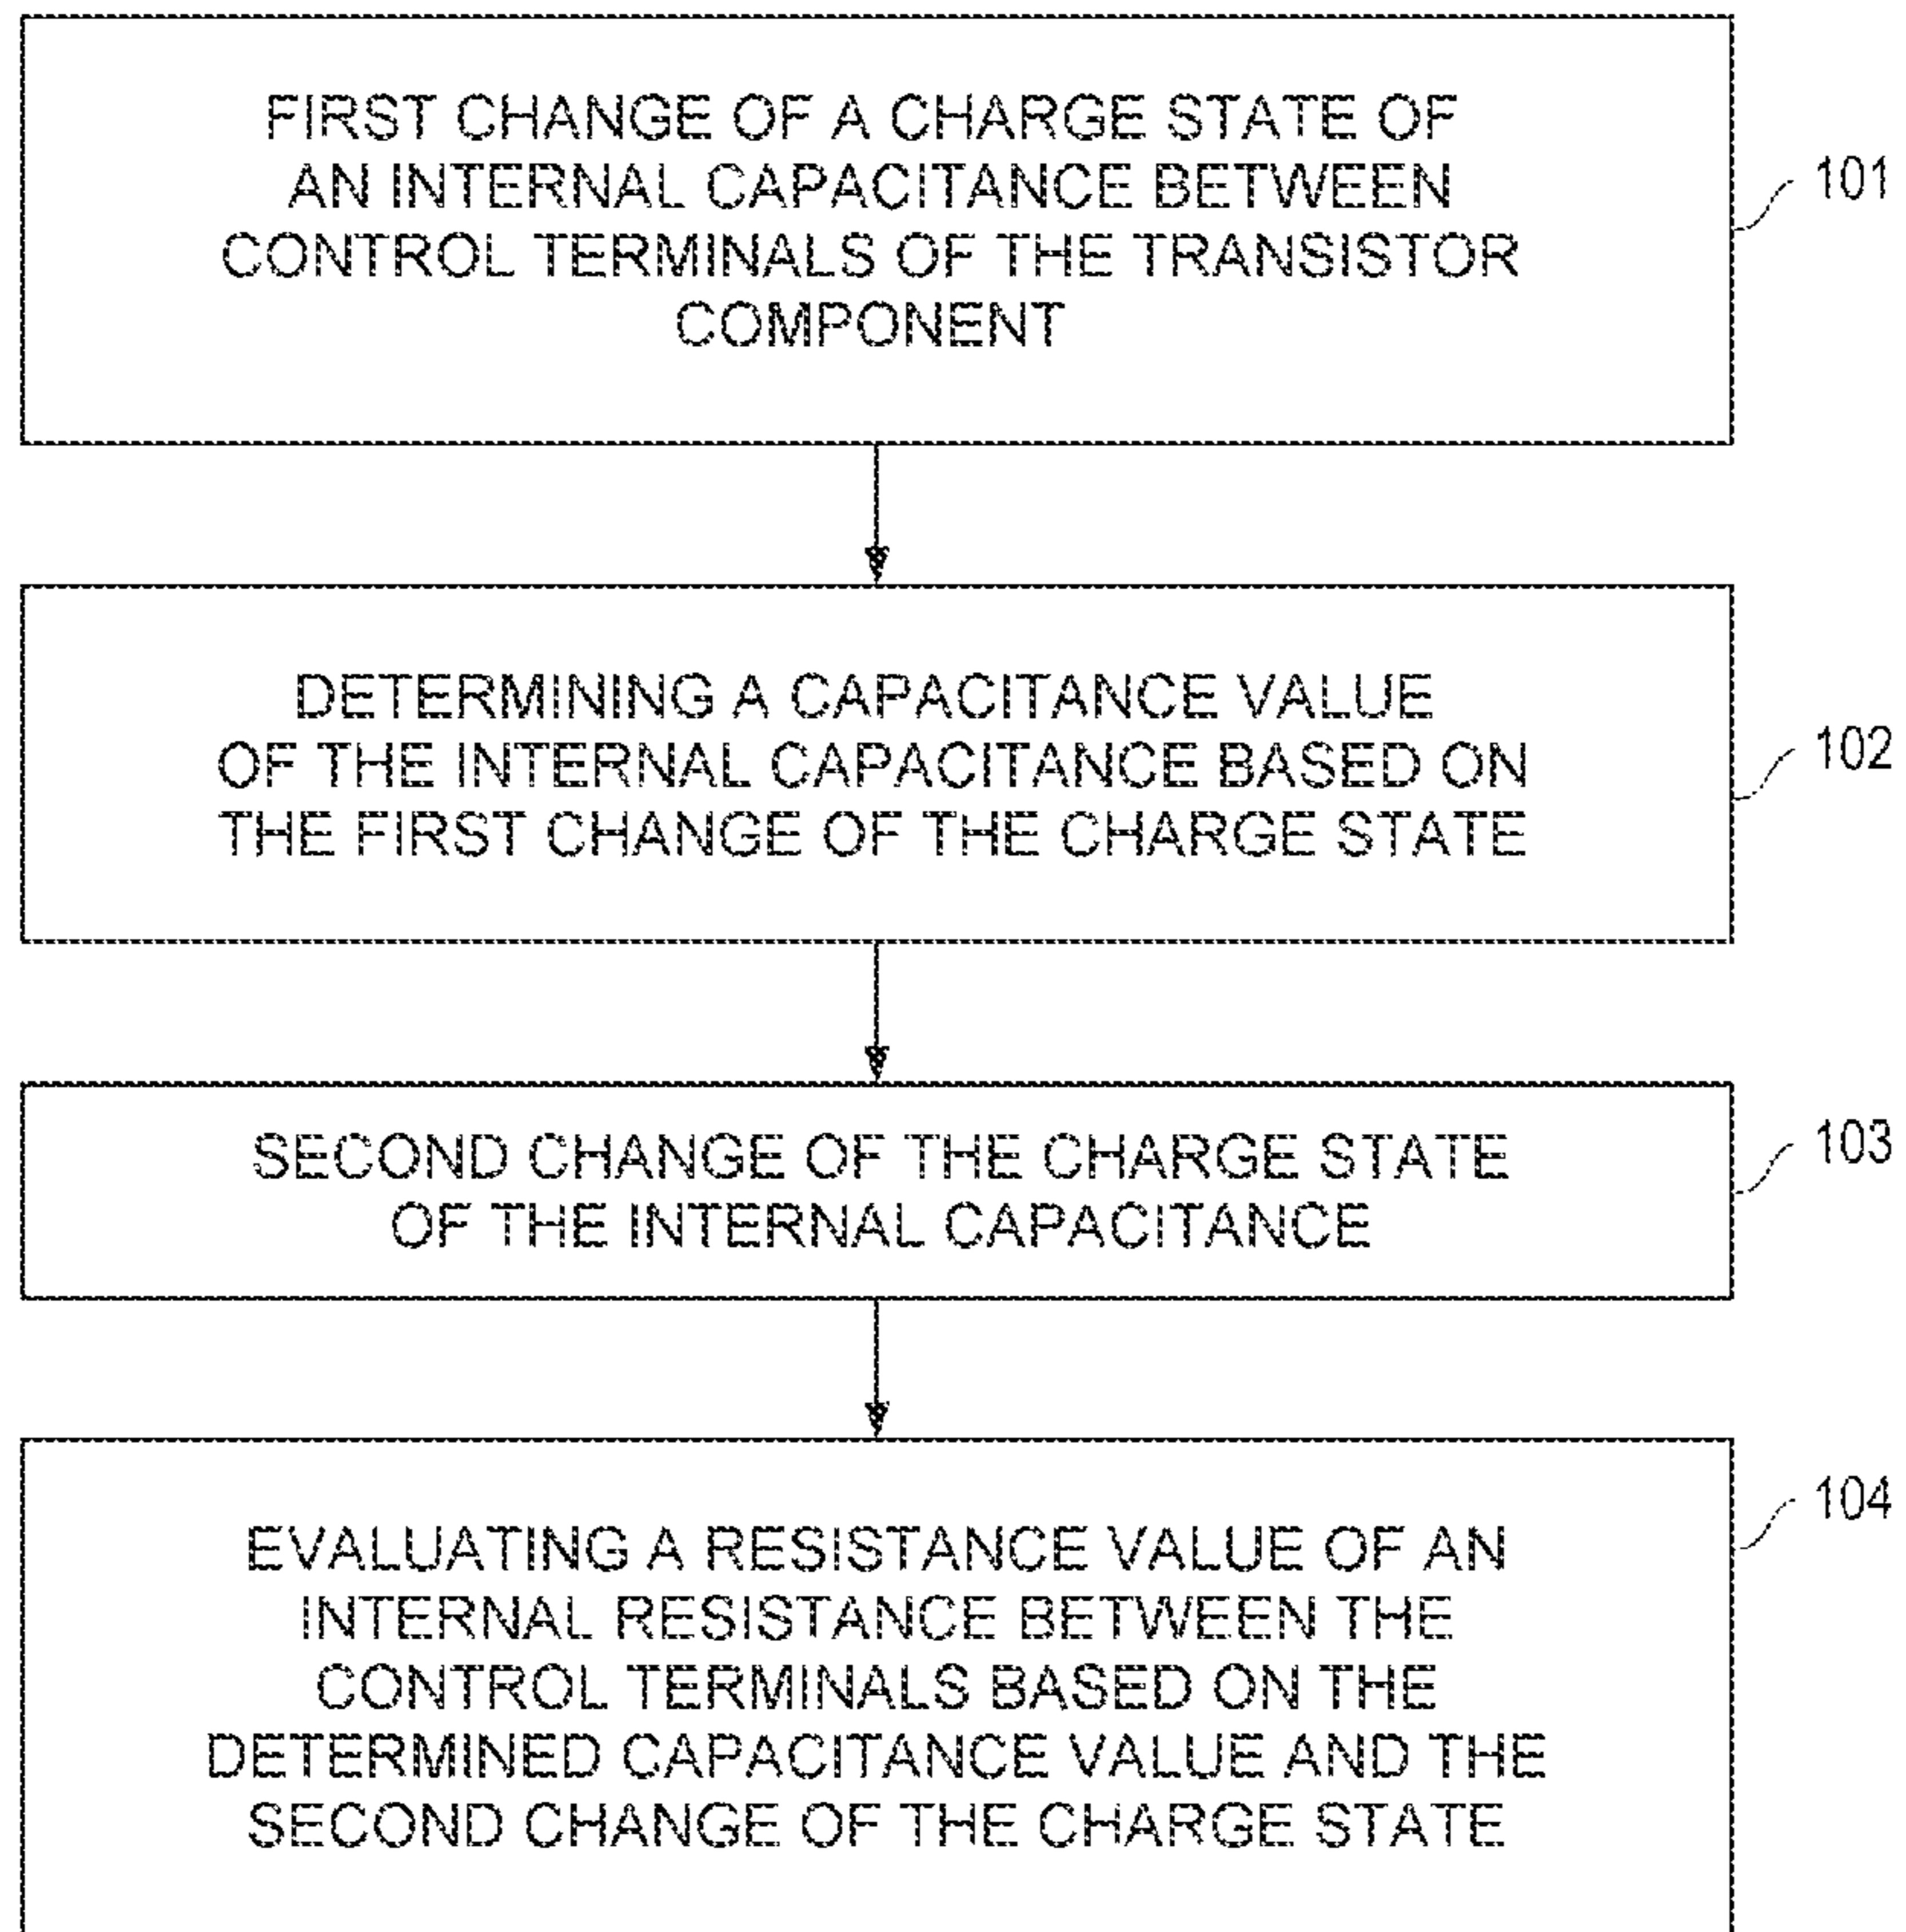 FIRST CHANGE OF A CHARGE STATE OF
AN INTERNAL CAPACITANCE BETWEEN
CONTROL TERMINALS OF THE TRANSISTOR
COMPONENT
101
DETERMINING A CAPACITANCE VALUE
OF THE INTERNAL CAPACITANCE BASED ON
THE FIRST CHANGE OF THE CHARGE STATE
102
SECOND CHANGE OF THE CHARGE STATE
OF THE INTERNAL CAPACITANCE
103
EVALUATING A RESISTANCE VALUE OF AN
INTERNAL RESISTANCE BETWEEN THE
CONTROL TERMINALS BASED ON THE
DETERMINED CAPACITANCE VALUE AND THE
SECOND CHANGE OF THE CHARGE STATE
104